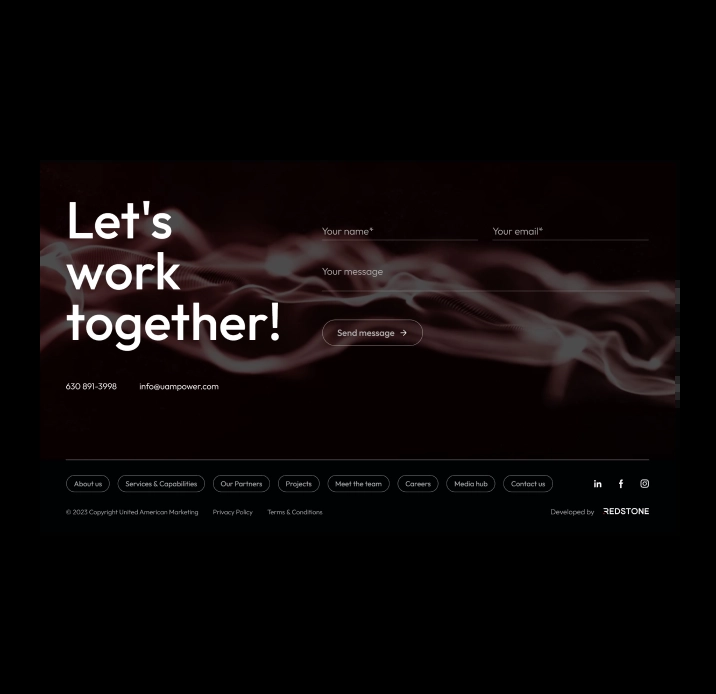 Let's
work
together!
Your name*
Your email*
Your message
Send message
630 891-3998
info@uampower.com
About us
Services & Capabilities
Our Partners
Projects
Meet the team
Careers
Media hub
Contact us
in
f
© 2023 Copyright United American Marketing
Privacy Policy
Terms & Conditions
Developed by REDSTONE